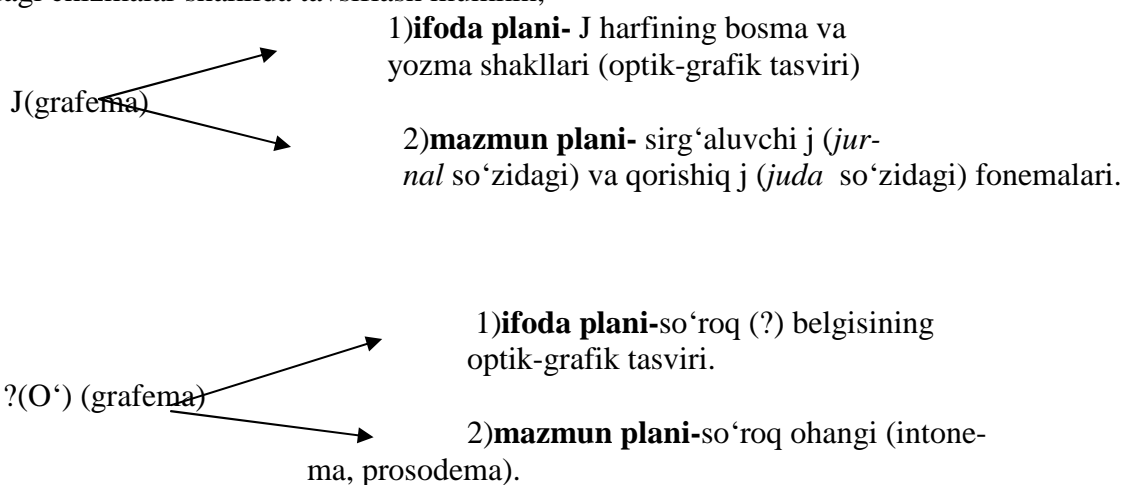 1)ifoda plani- J harfining bosma va
yozma shakllari (optik-grafik tasviri)
J(grafema)
2)mazmun plani- sirg‘aluvchi j (jur-
nal so‘zidagi) va qorishiq j (juda so‘zidagi) fonemalari.
1)ifoda plani-so‘roq (?) belgisining
optik-grafik tasviri.
?(O‘) (grafema)
2)mazmun plani-so‘roq ohangi (intone-
ma, prosodema).